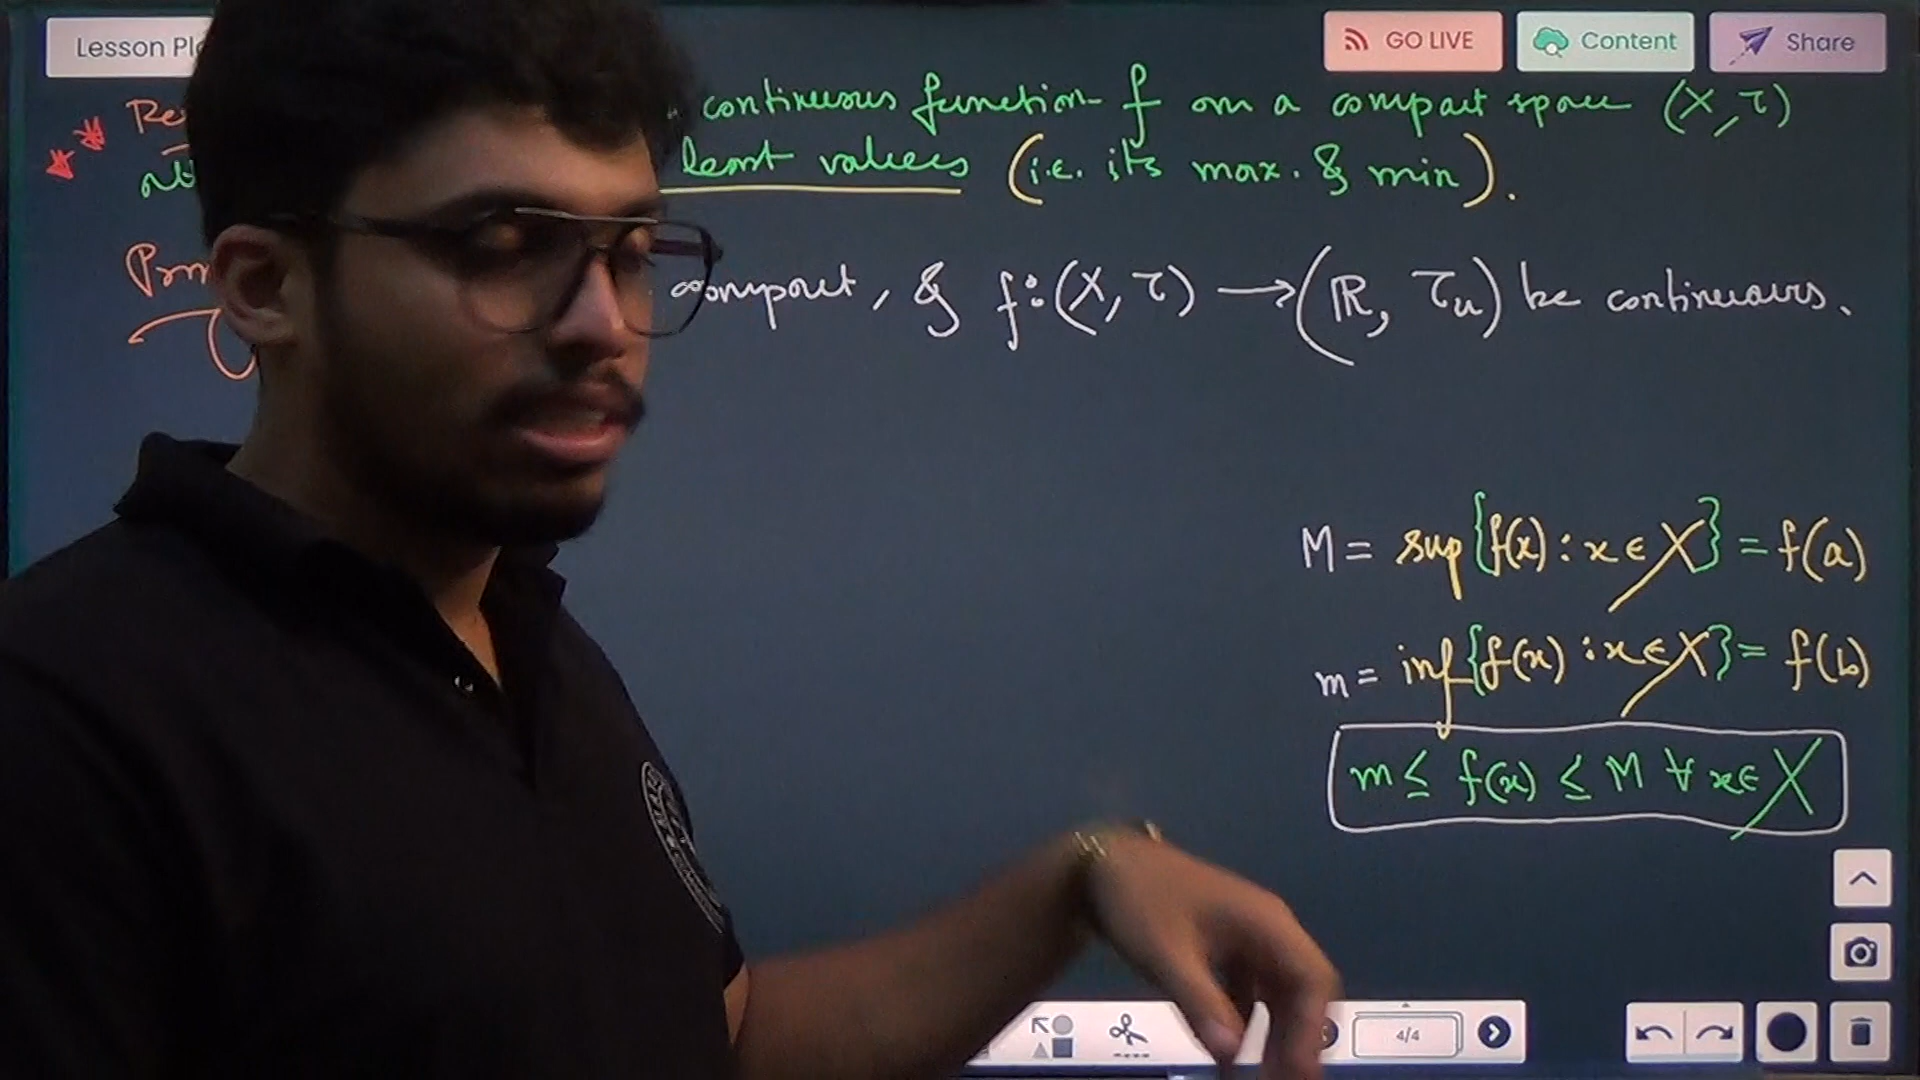 Lesson Pl
GO LIVE
Content
Share
continuous function f on a compact space (X, τ)
least values (i.e. its max. & min).
compact, & f: (X, τ) → (ℝ, τu) be continuous.
M = sup{f(x) : x ∈ X} = f(a)
m = inf{f(x) : x ∈ X} = f(b)
m ≤ f(x) ≤ M ∀ x ∈ X
4/4